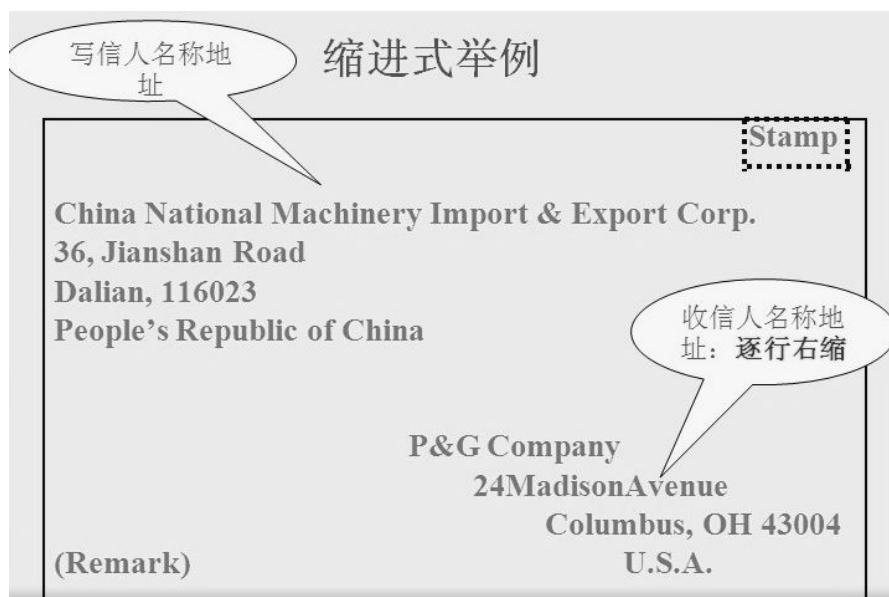 写信人名称地
址
缩进式举例
Stamp
China National Machinery Import & Export Corp.
36, Jianshan Road
Dalian, 116023
People's Republic of China
收信人名称地
址：逐行右缩
P&G Company
24MadisonAvenue
Columbus, OH 43004
(Remark) U.S.A.